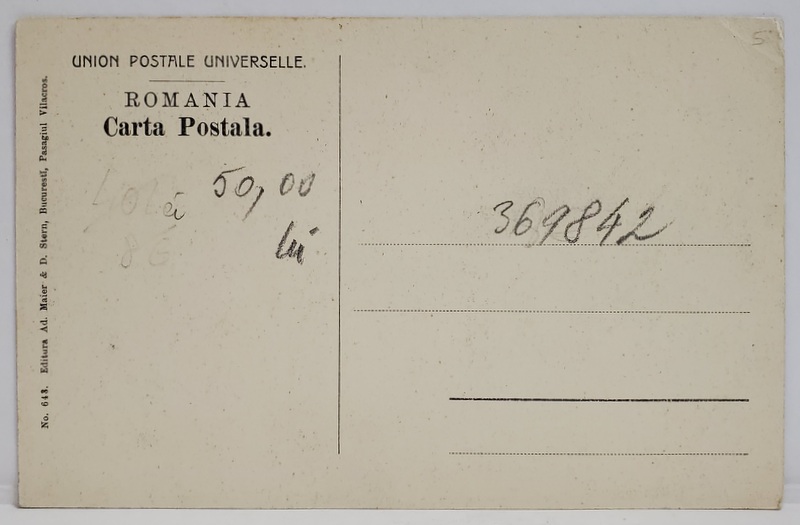 UNION POSTALE UNIVERSELLE.
ROMANIA
Carta Postala.
50,00
lei
369842
5
No. 643. Editura Ad. Maier & D. Stern, Bucuresti, Pasagiul Vilacros.